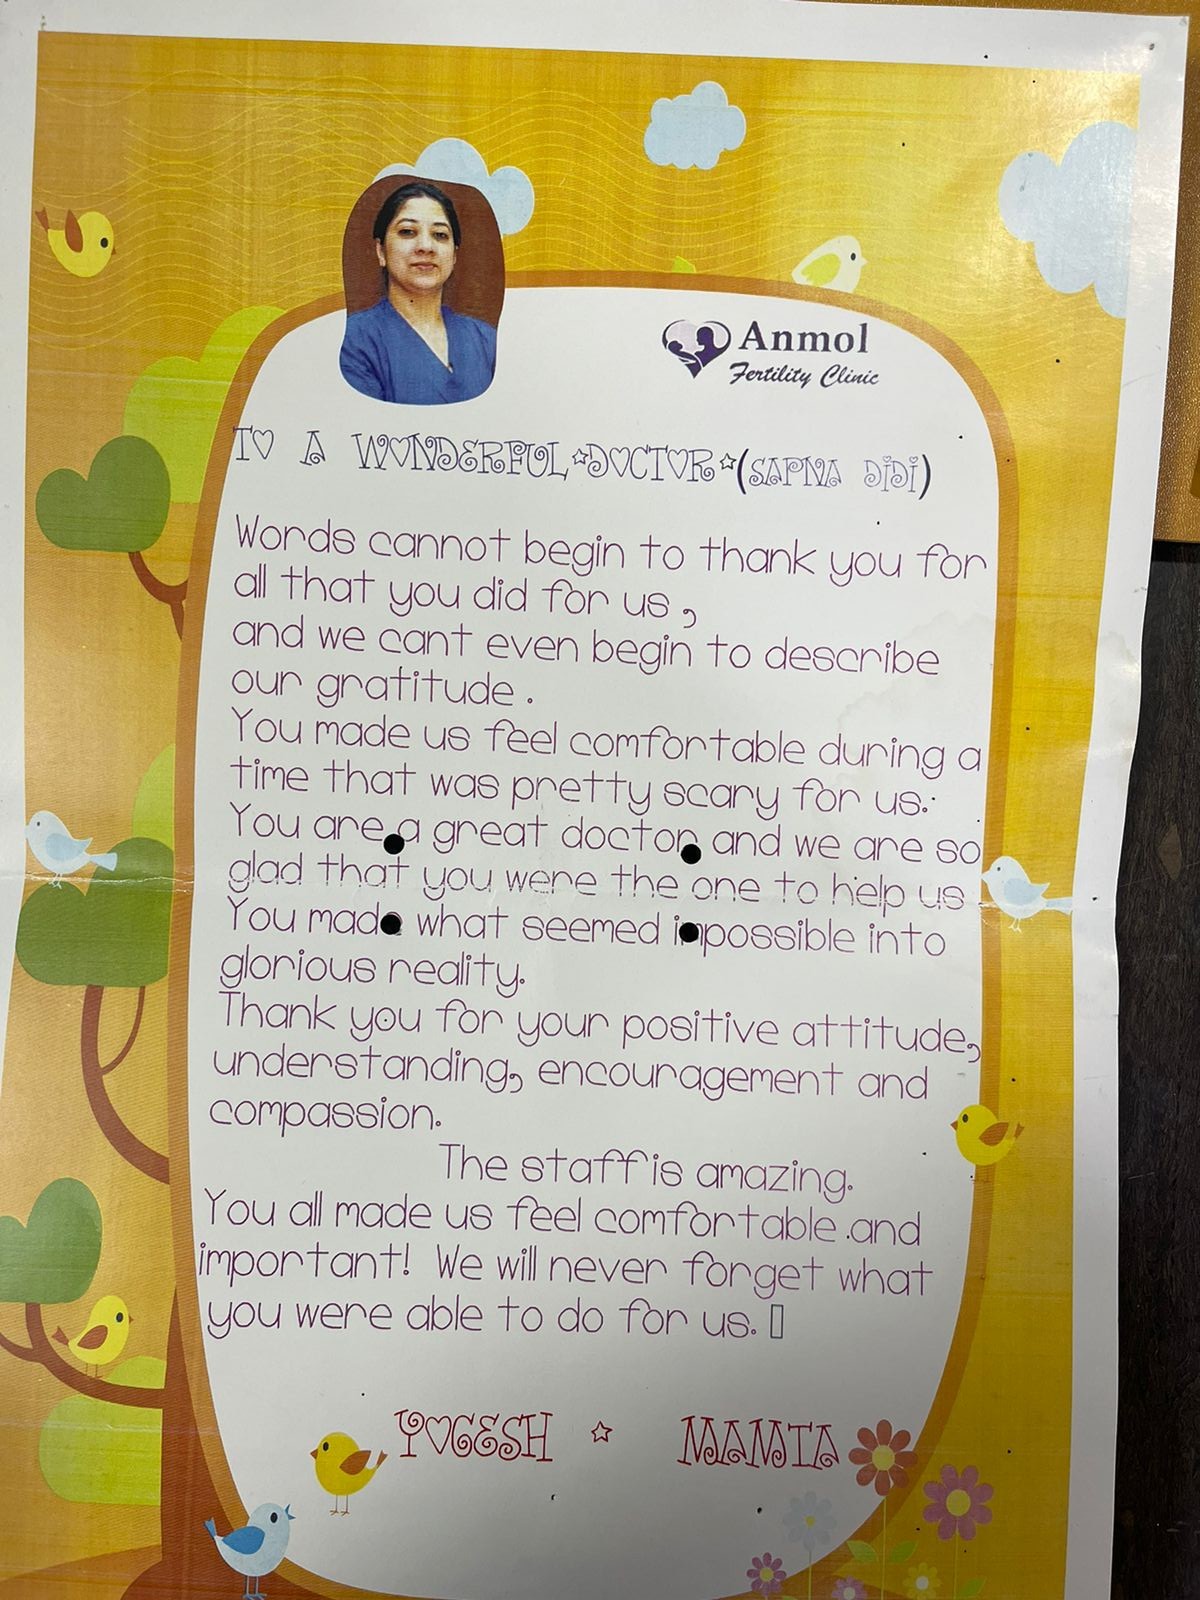 Anmol
Fertility Clinic
TO A WONDERFUL☆DOCTOR☆(SAPNA DIDI)
Words cannot begin to thank you for
all that you did for us ,
and we cant even begin to describe
our gratitude .
You made us feel comfortable during a
time that was pretty scary for us.
You are a great doctor, and we are so
glad that you were the one to help us
You made what seemed impossible into
glorious reality.
Thank you for your positive attitude,
understanding, encouragement and
compassion.
The staff is amazing.
You all made us feel comfortable and
important! We will never forget what
you were able to do for us.
YOGESH ☆ MAMTA